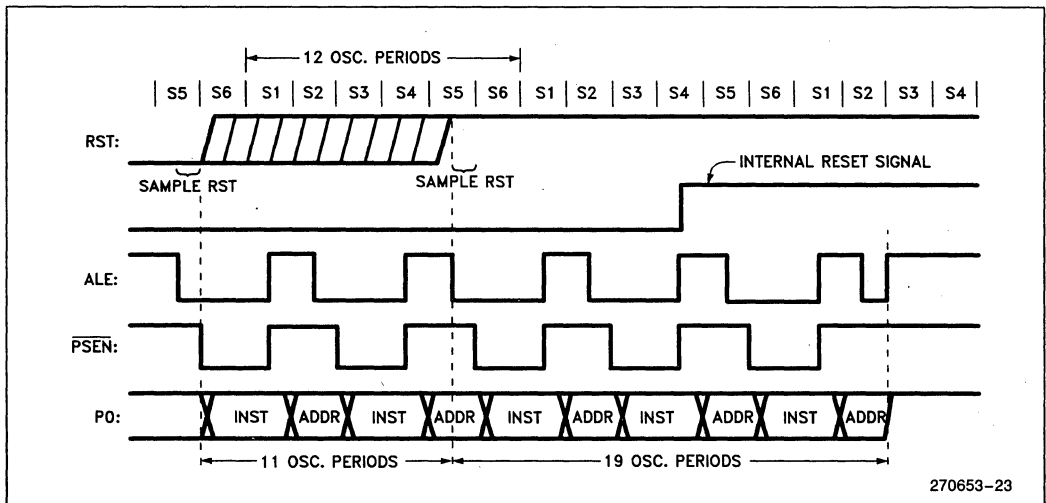 12 OSC. PERIODS
| S5 | S6 | S1 | S2 | S3 | S4 | S5 | S6 | S1 | S2 | S3 | S4 | S5 | S6 | S1 | S2 | S3 | S4 |
RST:
SAMPLE RST
SAMPLE RST
INTERNAL RESET SIGNAL
ALE:
PSEN:
P0: INST ADDR INST ADDR INST ADDR INST ADDR INST ADDR
11 OSC. PERIODS
19 OSC. PERIODS
270653-23